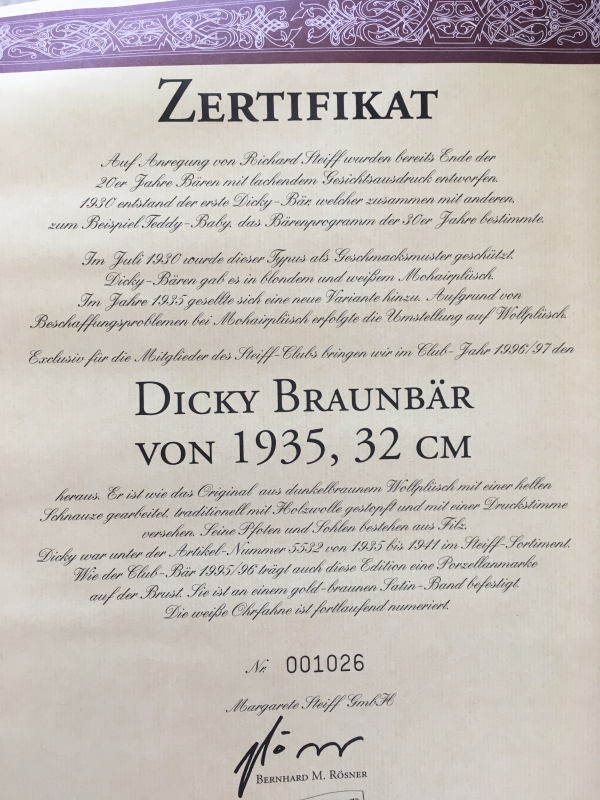 ZERTIFIKAT
Auf Anregung von Richard Steiff wurden bereits Ende der
20er Jahre Bären mit lachendem Gesichtsausdruck entworfen.
1930 entstand der erste Dicky-Bär, welcher zusammen mit anderen,
zum Beispiel Teddy-Baby, das Bärenprogramm der 30er Jahre bestimmte.
Im Juli 1930 wurde dieser Typus als Geschmacksmuster geschützt.
Dicky-Bären gab es in blondem und weißem Mohairplüsch.
Im Jahre 1935 gesellte sich eine neue Variante hinzu. Aufgrund von
Beschaffungsproblemen bei Mohairplüsch erfolgte die Umstellung auf Wollplüsch.
Exclusiv für die Mitglieder des Steiff-Clubs bringen wir im Club-Jahr 1996/97 den
DICKY BRAUNBÄR
VON 1935, 32 CM
heraus. Er ist wie das Original aus dunkelbraunem Wollplüsch mit einer hellen
Schnauze gearbeitet, traditionell mit Holzwolle gestopft und mit einer Druckstimme
versehen. Seine Pfoten und Sohlen bestehen aus Filz.
Dicky war unter der Artikel-Nummer 5532 von 1935 bis 1941 im Steiff-Sortiment.
Wie der Club-Bär 1995/96 trägt auch diese Edition eine Porzellanmarke
auf der Brust. Sie ist an einem gold-braunen Satin-Band befestigt.
Die weiße Ohrfahne ist fortlaufend numeriert.
Nr. 001026
Margarete Steiff GmbH
BERNHARD M. RÖSNER